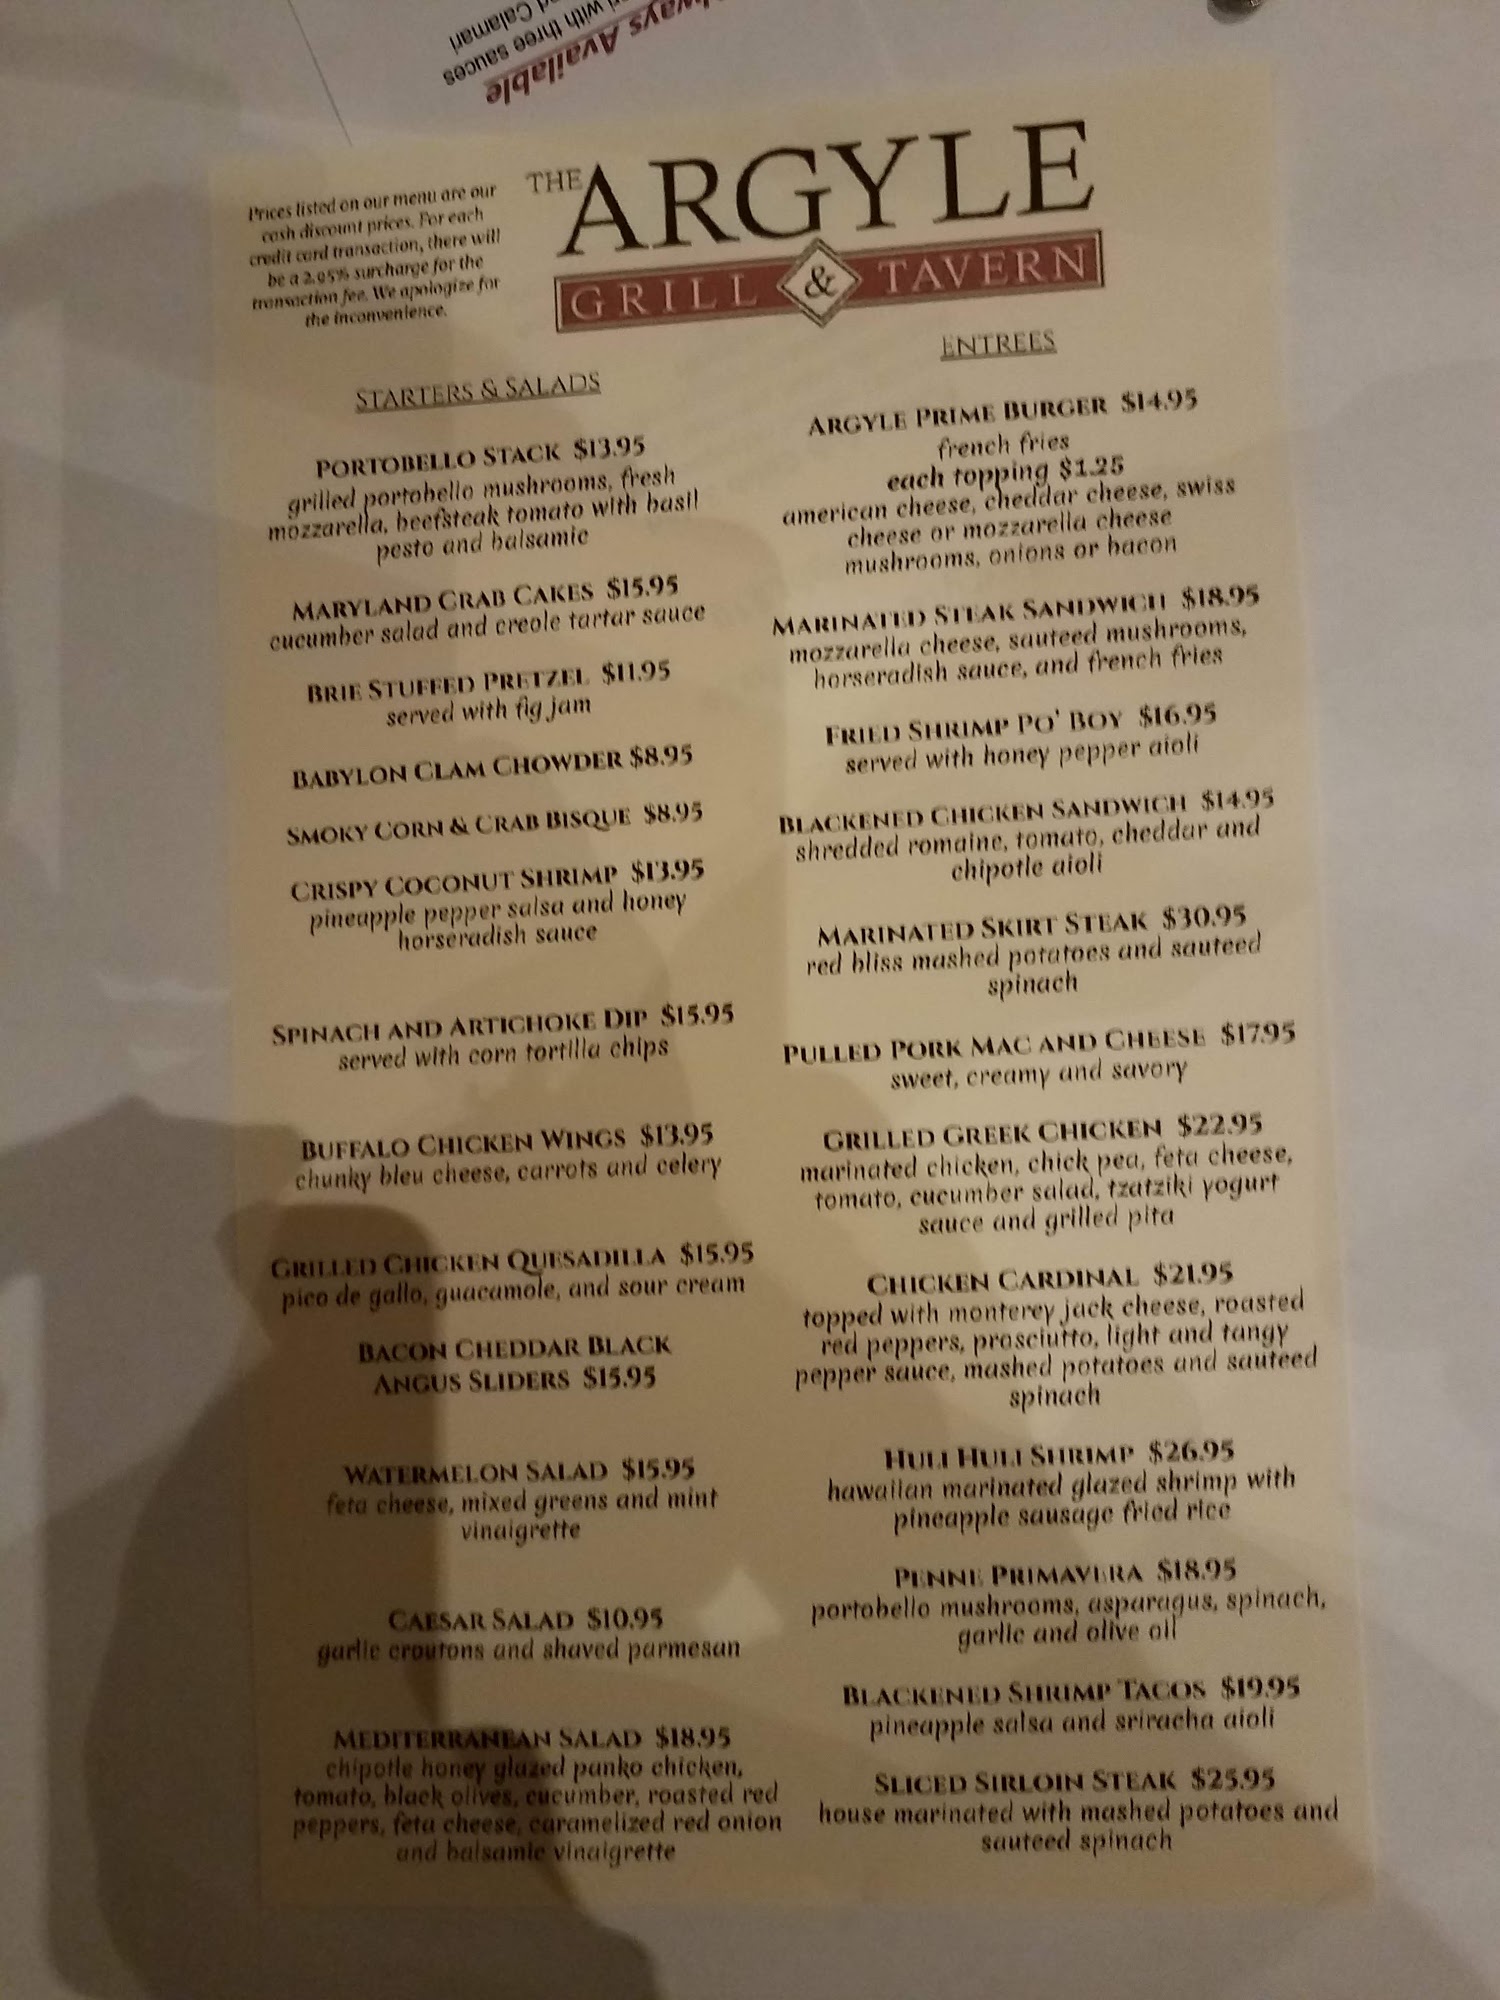 Always Available
with three sauces
Calamari
Prices listed on our menu are our
cash discount prices. For each
credit card transaction, there will
be a 2.95% surcharge for the
transaction fee. We apologize for
the inconvenience.
THE ARGYLE
GRILL & TAVERN
STARTERS & SALADS
PORTOBELLO STACK $13.95
grilled portobello mushrooms, fresh
mozzarella, beefsteak tomato with basil
pesto and balsamic
MARYLAND CRAB CAKES $15.95
cucumber salad and creole tartar sauce
BRIE STUFFED PRETZEL $11.95
served with fig jam
BABYLON CLAM CHOWDER $8.95
SMOKY CORN & CRAB BISQUE $8.95
CRISPY COCONUT SHRIMP $13.95
pineapple pepper salsa and honey
horseradish sauce
SPINACH AND ARTICHOKE DIP $15.95
served with corn tortilla chips
BUFFALO CHICKEN WINGS $13.95
chunky bleu cheese, carrots and celery
GRILLED CHICKEN QUESADILLA $15.95
pico de gallo, guacamole, and sour cream
BACON CHEDDAR BLACK
ANGUS SLIDERS $15.95
WATERMELON SALAD $15.95
feta cheese, mixed greens and mint
vinaigrette
CAESAR SALAD $10.95
garlic croutons and shaved parmesan
MEDITERRANEAN SALAD $18.95
chipotle honey glazed panko chicken,
tomato, black olives, cucumber, roasted red
peppers, feta cheese, caramelized red onion
and balsamic vinaigrette
ENTREES
ARGYLE PRIME BURGER $14.95
french fries
each topping $1.25
american cheese, cheddar cheese, swiss
cheese or mozzarella cheese
mushrooms, onions or bacon
MARINATED STEAK SANDWICH $18.95
mozzarella cheese, sauteed mushrooms,
horseradish sauce, and french fries
FRIED SHRIMP PO' BOY $16.95
served with honey pepper aioli
BLACKENED CHICKEN SANDWICH $14.95
shredded romaine, tomato, cheddar and
chipotle aioli
MARINATED SKIRT STEAK $30.95
red bliss mashed potatoes and sauteed
spinach
PULLED PORK MAC AND CHEESE $17.95
sweet, creamy and savory
GRILLED GREEK CHICKEN $22.95
marinated chicken, chick pea, feta cheese,
tomato, cucumber salad, tzatziki yogurt
sauce and grilled pita
CHICKEN CARDINAL $21.95
topped with monterey jack cheese, roasted
red peppers, prosciutto, light and tangy
pepper sauce, mashed potatoes and sauteed
spinach
HULI HULI SHRIMP $26.95
hawaiian marinated glazed shrimp with
pineapple sausage fried rice
PENNE PRIMAVERA $18.95
portobello mushrooms, asparagus, spinach,
garlic and olive oil
BLACKENED SHRIMP TACOS $19.95
pineapple salsa and sriracha aioli
SLICED SIRLOIN STEAK $25.95
house marinated with mashed potatoes and
sauteed spinach